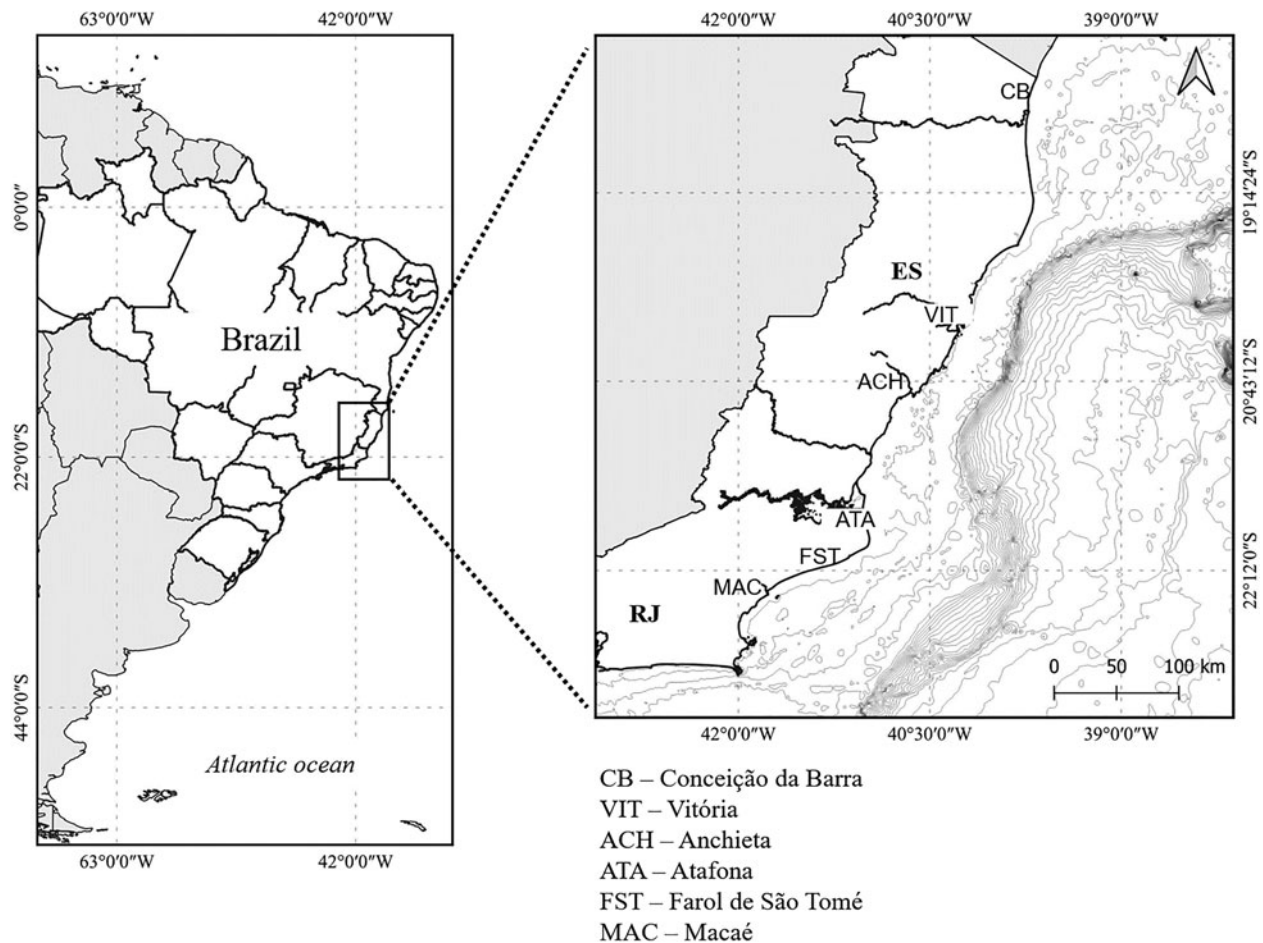 63°0'0"W 42°0'0"W
0°0'0"
22°0'0"S
44°0'0"S
Brazil
Atlantic ocean
63°0'0"W 42°0'0"W
42°0'0"W 40°30'0"W 39°0'0"W
CB
19°14'24"S
ES
VIT
20°43'12"S
ACH
ATA
FST
22°12'0"S
MAC
RJ
0 50 100 km
42°0'0"W 40°30'0"W 39°0'0"W
CB – Conceição da Barra
VIT – Vitória
ACH – Anchieta
ATA – Atafona
FST – Farol de São Tomé
MAC – Macaé